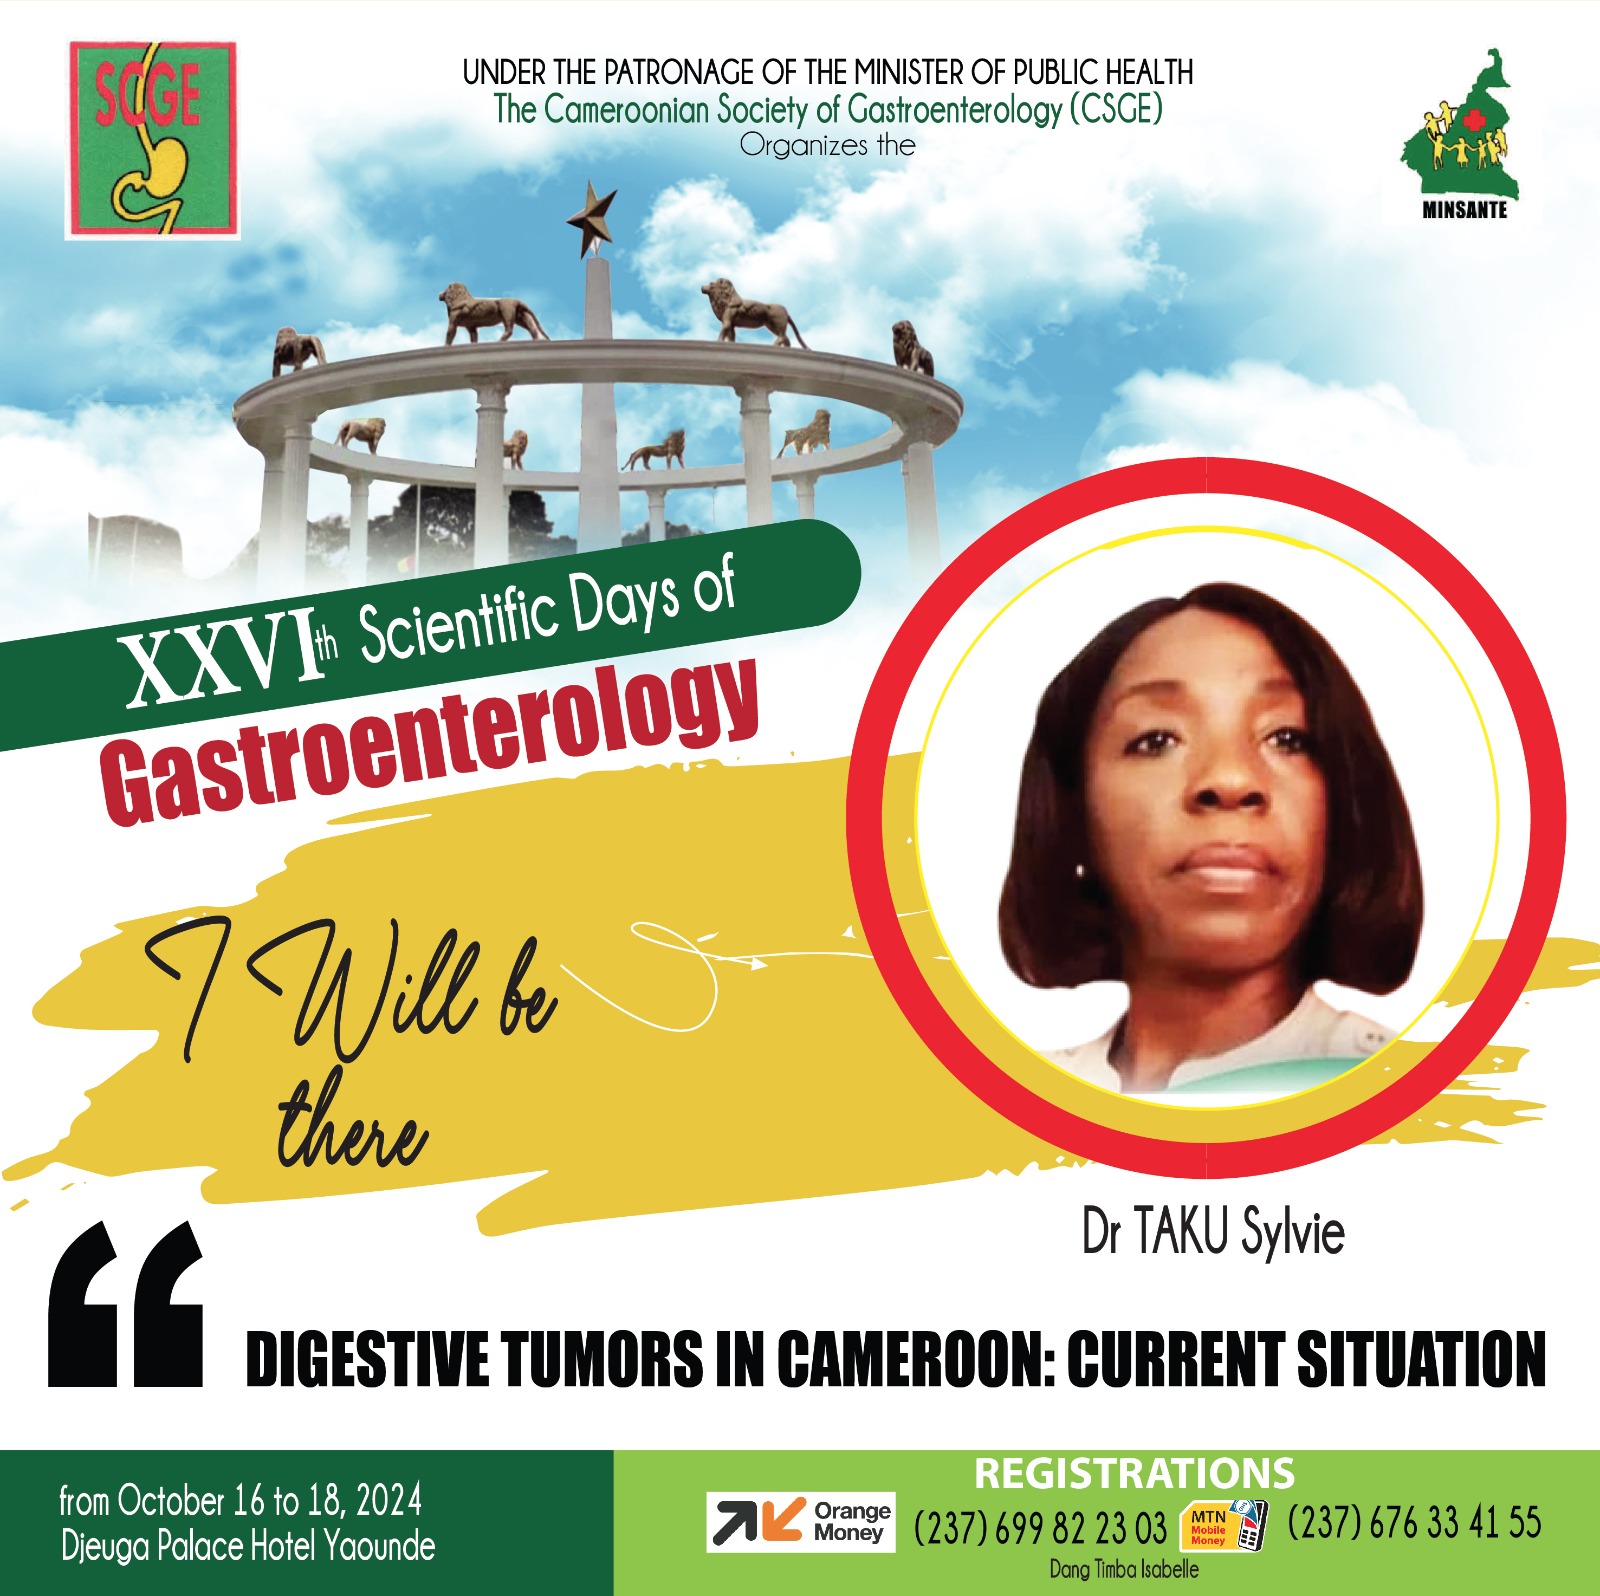 SCGE
UNDER THE PATRONAGE OF THE MINISTER OF PUBLIC HEALTH
The Cameroonian Society of Gastroenterology (CSGE)
Organizes the
MINSANTE
XXVIth Scientific Days of
Gastroenterology
I Will be
there
Dr TAKU Sylvie
“
DIGESTIVE TUMORS IN CAMEROON: CURRENT SITUATION
from October 16 to 18, 2024
Djeuga Palace Hotel Yaounde
REGISTRATIONS
Orange
Money
(237) 699 82 23 03
MTN
Mobile
Money
(237) 676 33 41 55
Dang Timba Isabelle